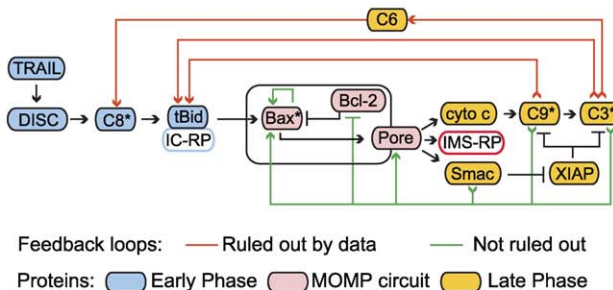 C6
TRAIL
DISC
C8*
tBid
IC-RP
Bax*
Bcl-2
Pore
cyto c
IMS-RP
Smac
C9*
C3*
XIAP
Feedback loops: Ruled out by data Not ruled out
Proteins: Early Phase MOMP circuit Late Phase